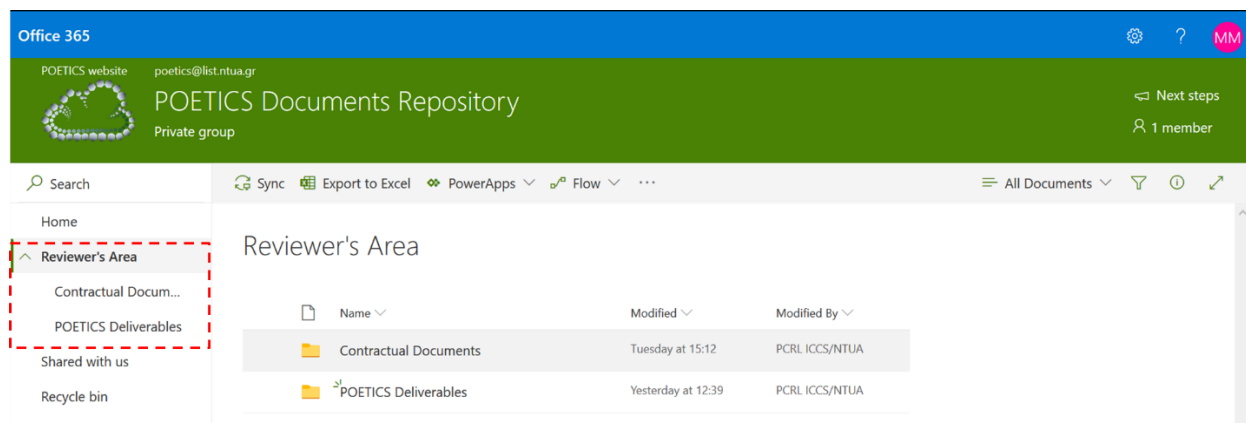 Office 365
MM
POETICS website poetics@list.ntua.gr
POETICS Documents Repository
Private group
Next steps
1 member
Search
Sync Export to Excel PowerApps Flow ··· All Documents
Home
Reviewer's Area
Contractual Docum...
POETICS Deliverables
Shared with us
Recycle bin
Reviewer's Area
Name Modified Modified By
Contractual Documents Tuesday at 15:12 PCRL ICCS/NTUA
POETICS Deliverables Yesterday at 12:39 PCRL ICCS/NTUA